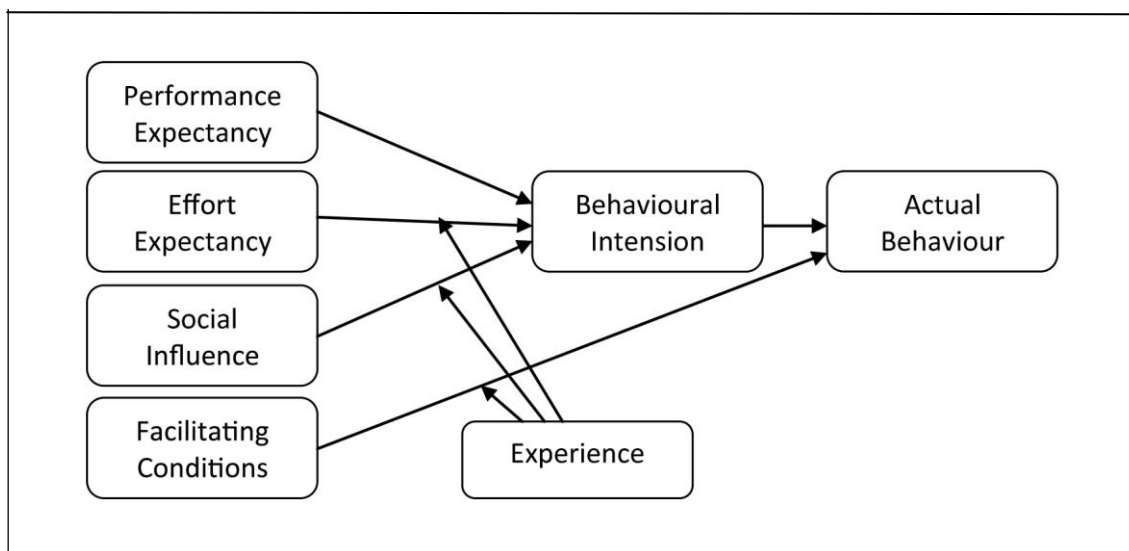 Performance
Expectancy
Effort
Expectancy
Social
Influence
Facilitating
Conditions
Behavioural
Intension
Actual
Behaviour
Experience